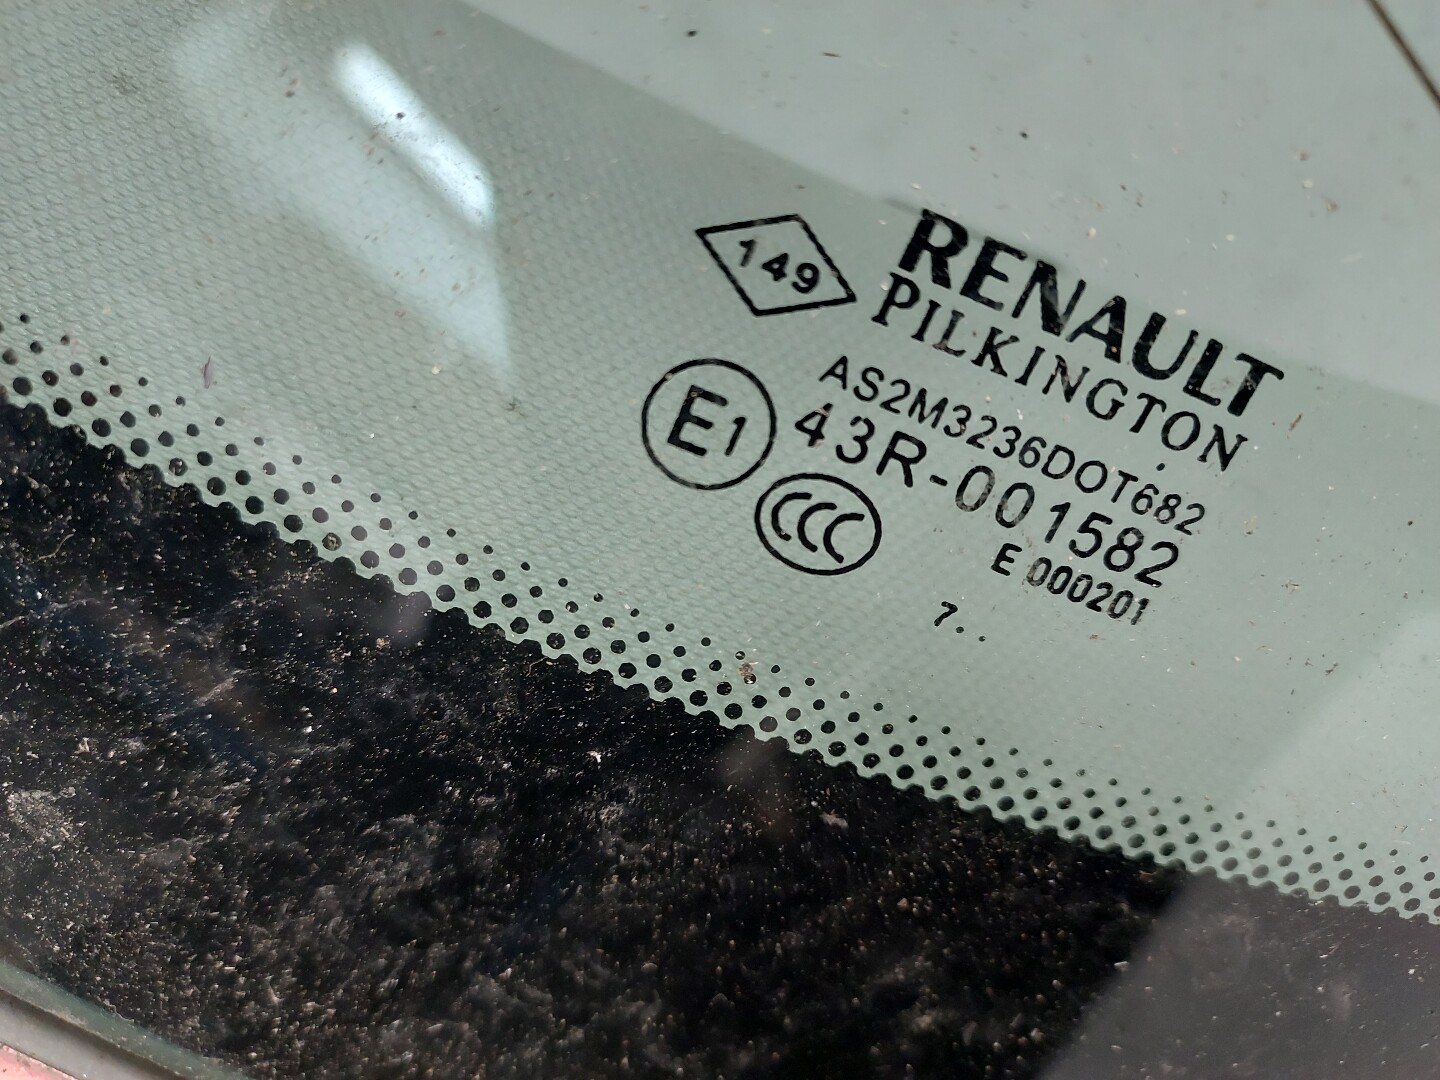 149
RENAULT
PILKINGTON
AS2M3236DOT682
E1
43R-001582
CCC
E 000201
7..